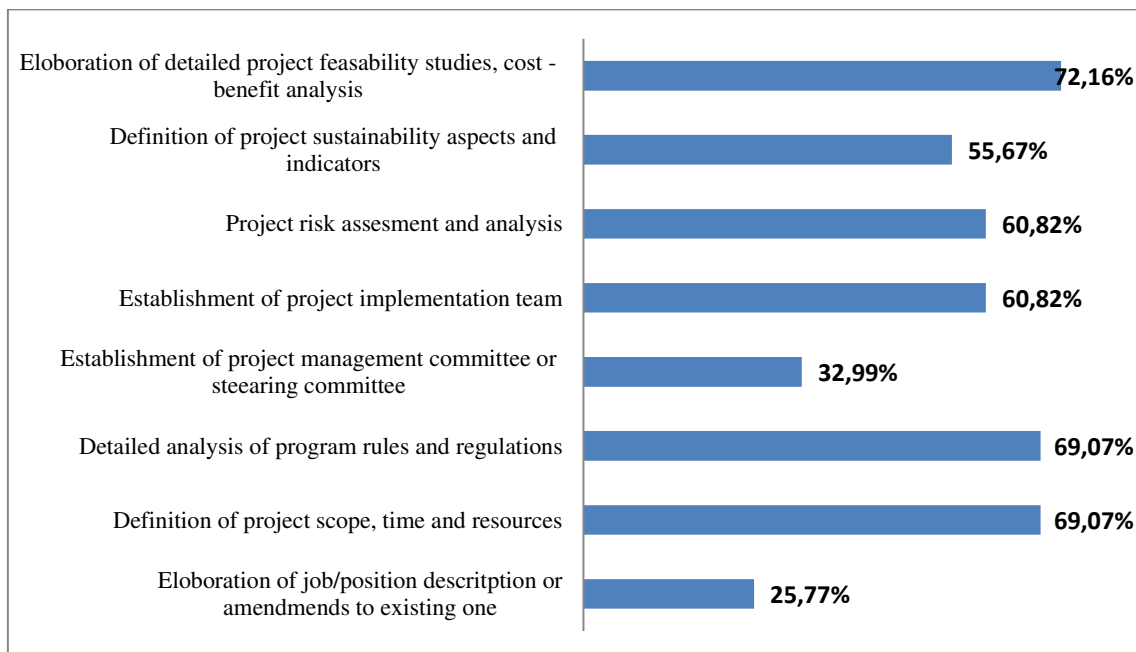 Eloboration of detailed project feasability studies, cost -
benefit analysis
72,16%
Definition of project sustainability aspects and
indicators
55,67%
Project risk assesment and analysis
60,82%
Establishment of project implementation team
60,82%
Establishment of project management committee or
steearing committee
32,99%
Detailed analysis of program rules and regulations
69,07%
Definition of project scope, time and resources
69,07%
Eloboration of job/position descritption or
amendmends to existing one
25,77%